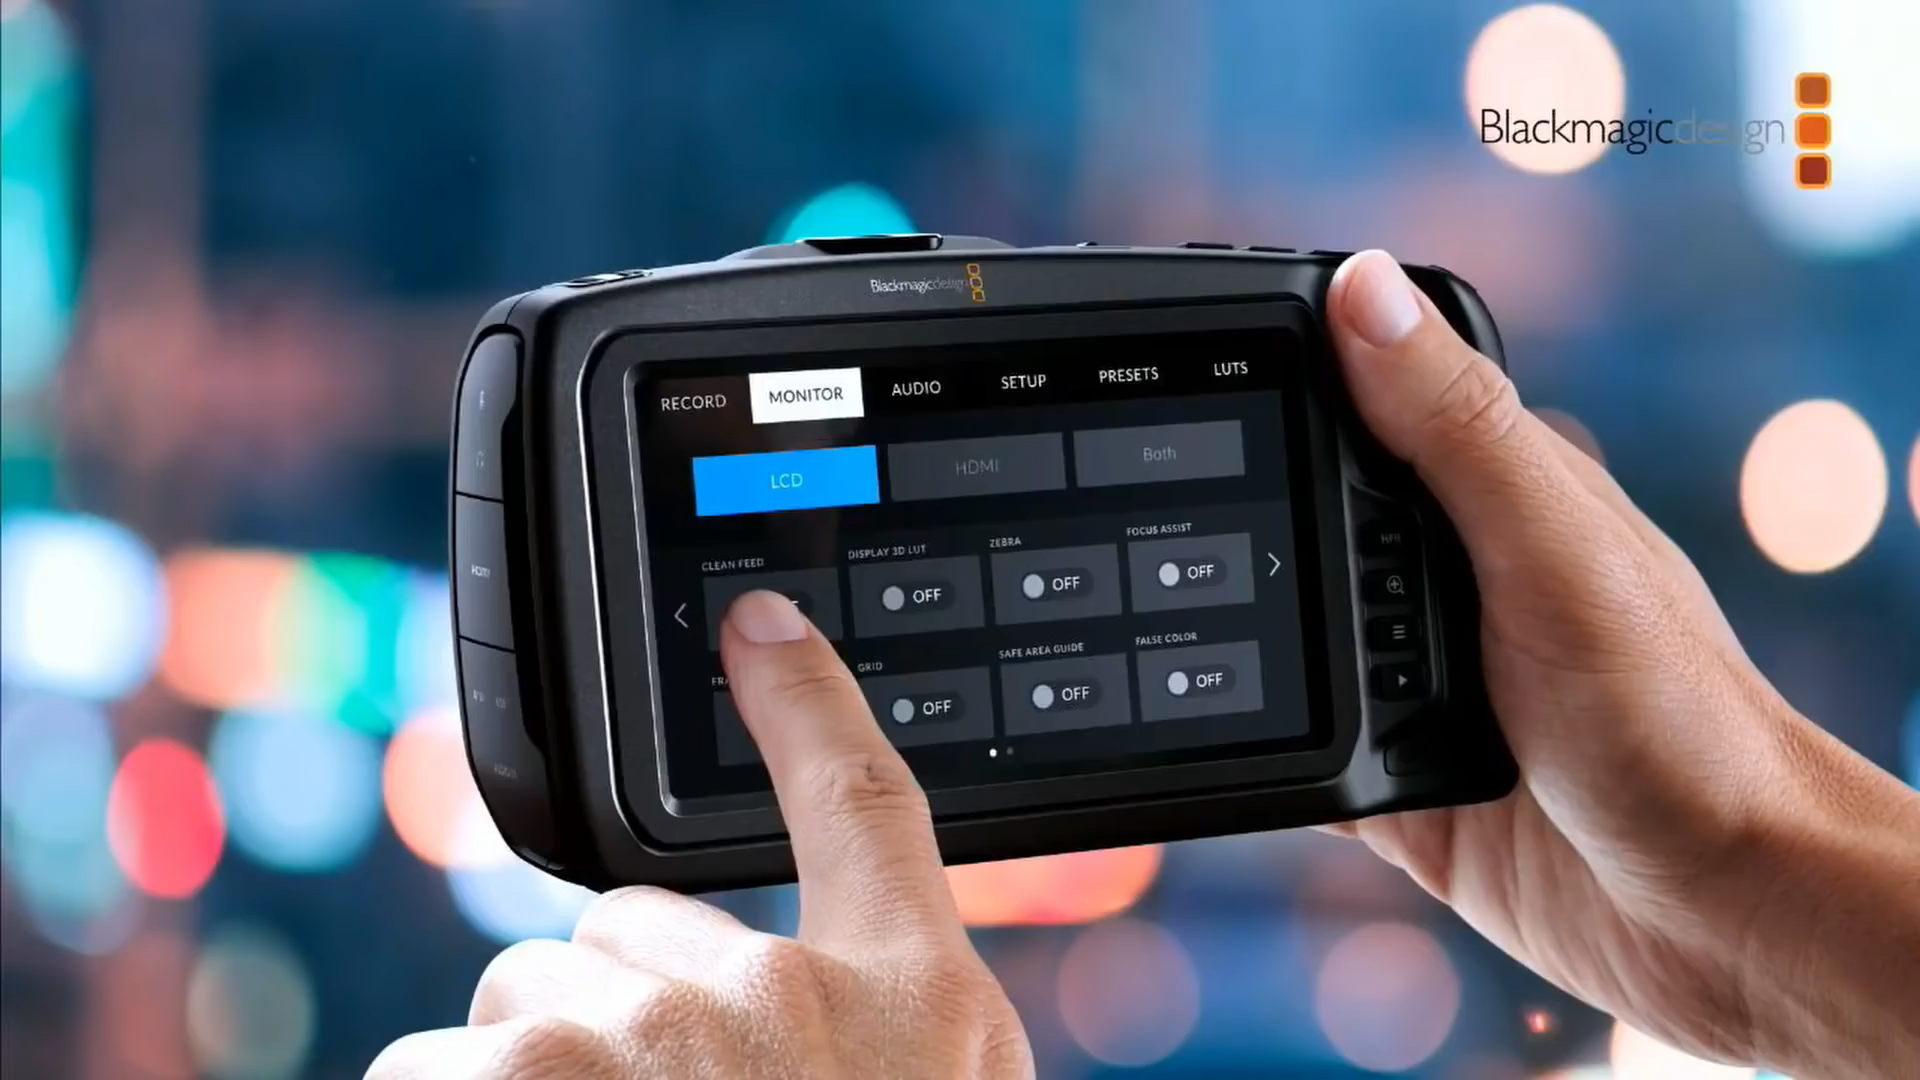 Blackmagicdesign
Blackmagicdesign
RECORD MONITOR AUDIO SETUP PRESETS LUTS
LCD HDMI Both
CLEAN FEED DISPLAY 3D LUT ZEBRA FOCUS ASSIST
OFF OFF OFF
GRID SAFE AREA GUIDE FALSE COLOR
OFF OFF OFF
HFR
HDMI